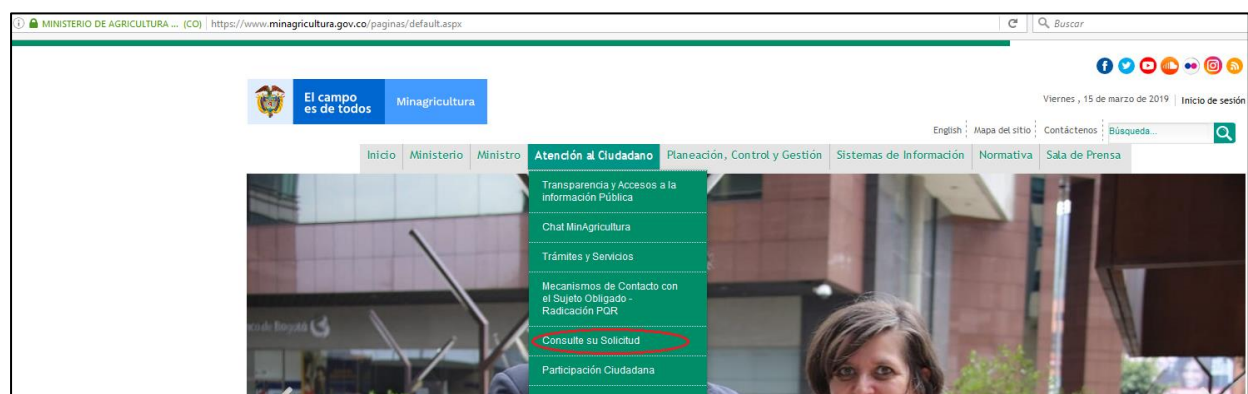 MINISTERIO DE AGRICULTURA ... (CO) https://www.minagricultura.gov.co/paginas/default.aspx
Buscar
El campo
es de todos
Minagricultura
Viernes , 15 de marzo de 2019 Inicio de sesión
English Mapa del sitio Contáctenos Búsqueda...
Inicio Ministerio Ministro Atención al Ciudadano Planeación, Control y Gestión Sistemas de Información Normativa Sala de Prensa
Transparencia y Accesos a la
información Pública
Chat MinAgricultura
Trámites y Servicios
Mecanismos de Contacto con
el Sujeto Obligado -
Radicación PQR
Consulte su Solicitud
Participación Ciudadana
de Bogotá